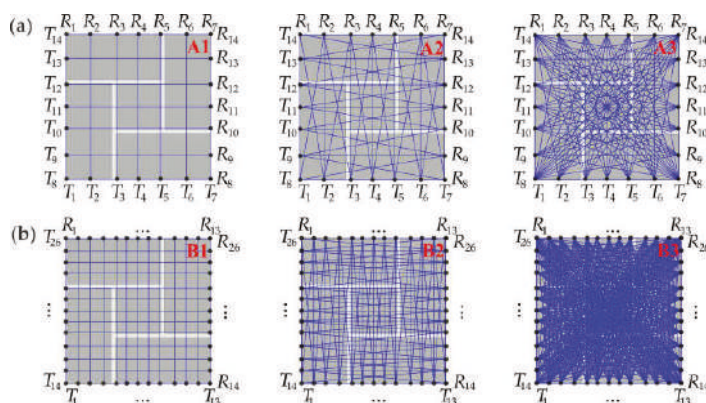 (a)
R1 R2 R3 R4 R5 R6 R7
T14 A1 R14
T13 R13
T12 R12
T11 R11
T10 R10
T9 R9
T8 R8
T1 T2 T3 T4 T5 T6 T7
R1 R2 R3 R4 R5 R6 R7
T14 A2 R14
T13 R13
T12 R12
T11 R11
T10 R10
T9 R9
T8 R8
T1 T2 T3 T4 T5 T6 T7
R1 R2 R3 R4 R5 R6 R7
T14 A3 R14
T13 R13
T12 R12
T11 R11
T10 R10
T9 R9
T8 R8
T1 T2 T3 T4 T5 T6 T7
(b)
R1 ... R13
T26 B1 R26
⋮ ⋮
T14 R14
T1 ... T13
R1 ... R13
T26 B2 R26
⋮ ⋮
T14 R14
T1 ... T13
R1 ... R13
T26 B3 R26
⋮ ⋮
T14 R14
T1 ... T13